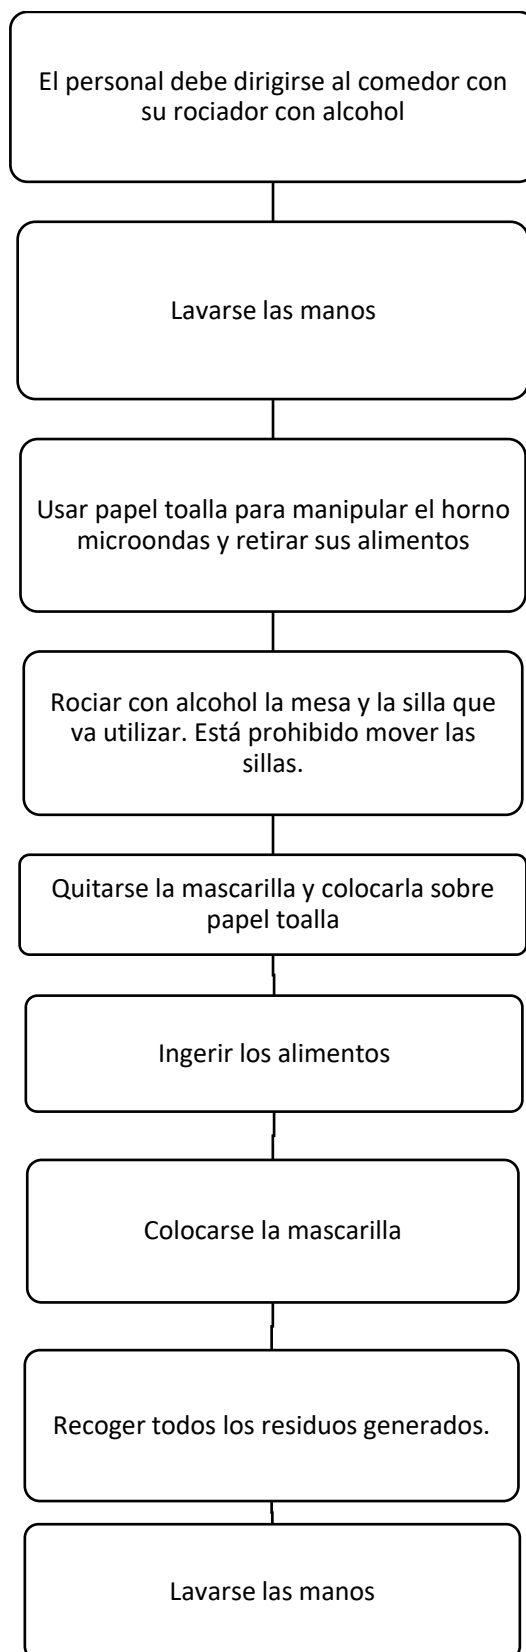 El personal debe dirigirse al comedor con
su rociador con alcohol
Lavarse las manos
Usar papel toalla para manipular el horno
microondas y retirar sus alimentos
Rociar con alcohol la mesa y la silla que
va utilizar. Está prohibido mover las
sillas.
Quitarse la mascarilla y colocarla sobre
papel toalla
Ingerir los alimentos
Colocarse la mascarilla
Recoger todos los residuos generados.
Lavarse las manos